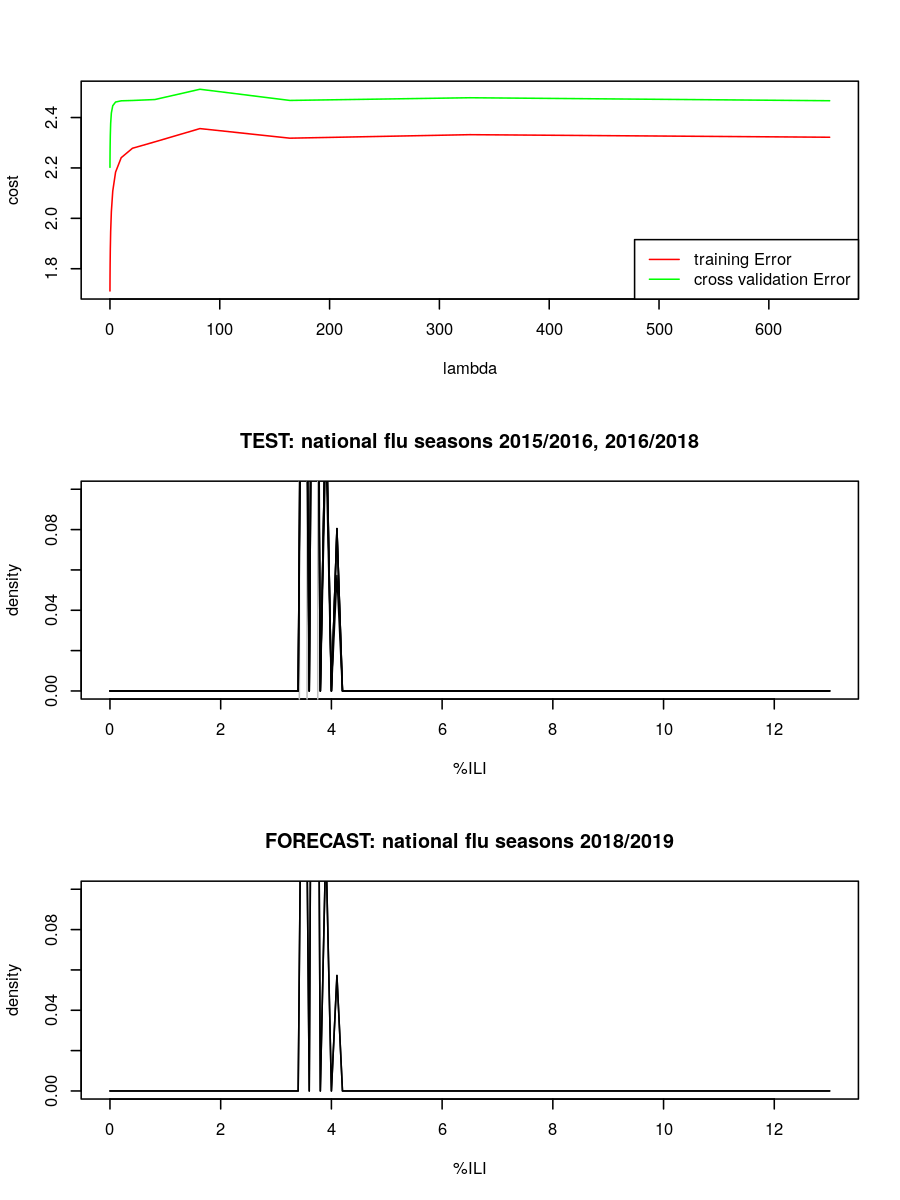 2.4
2.2
2.0
1.8
cost
training Error
cross validation Error
0 100 200 300 400 500 600
lambda
TEST: national flu seasons 2015/2016, 2016/2018
0.08
0.04
0.00
density
0 2 4 6 8 10 12
%ILI
FORECAST: national flu seasons 2018/2019
0.08
0.04
0.00
density
0 2 4 6 8 10 12
%ILI